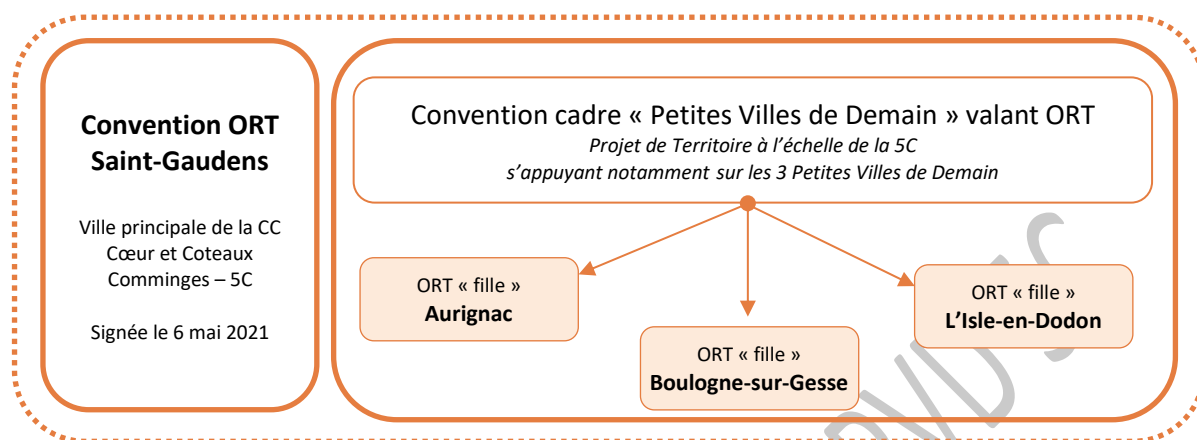 Convention ORT
Saint-Gaudens
Ville principale de la CC
Cœur et Coteaux
Comminges – 5C
Signée le 6 mai 2021
Convention cadre « Petites Villes de Demain » valant ORT
Projet de Territoire à l’échelle de la 5C
s’appuyant notamment sur les 3 Petites Villes de Demain
ORT « fille »
Aurignac
ORT « fille »
Boulogne-sur-Gesse
ORT « fille »
L’Isle-en-Dodon